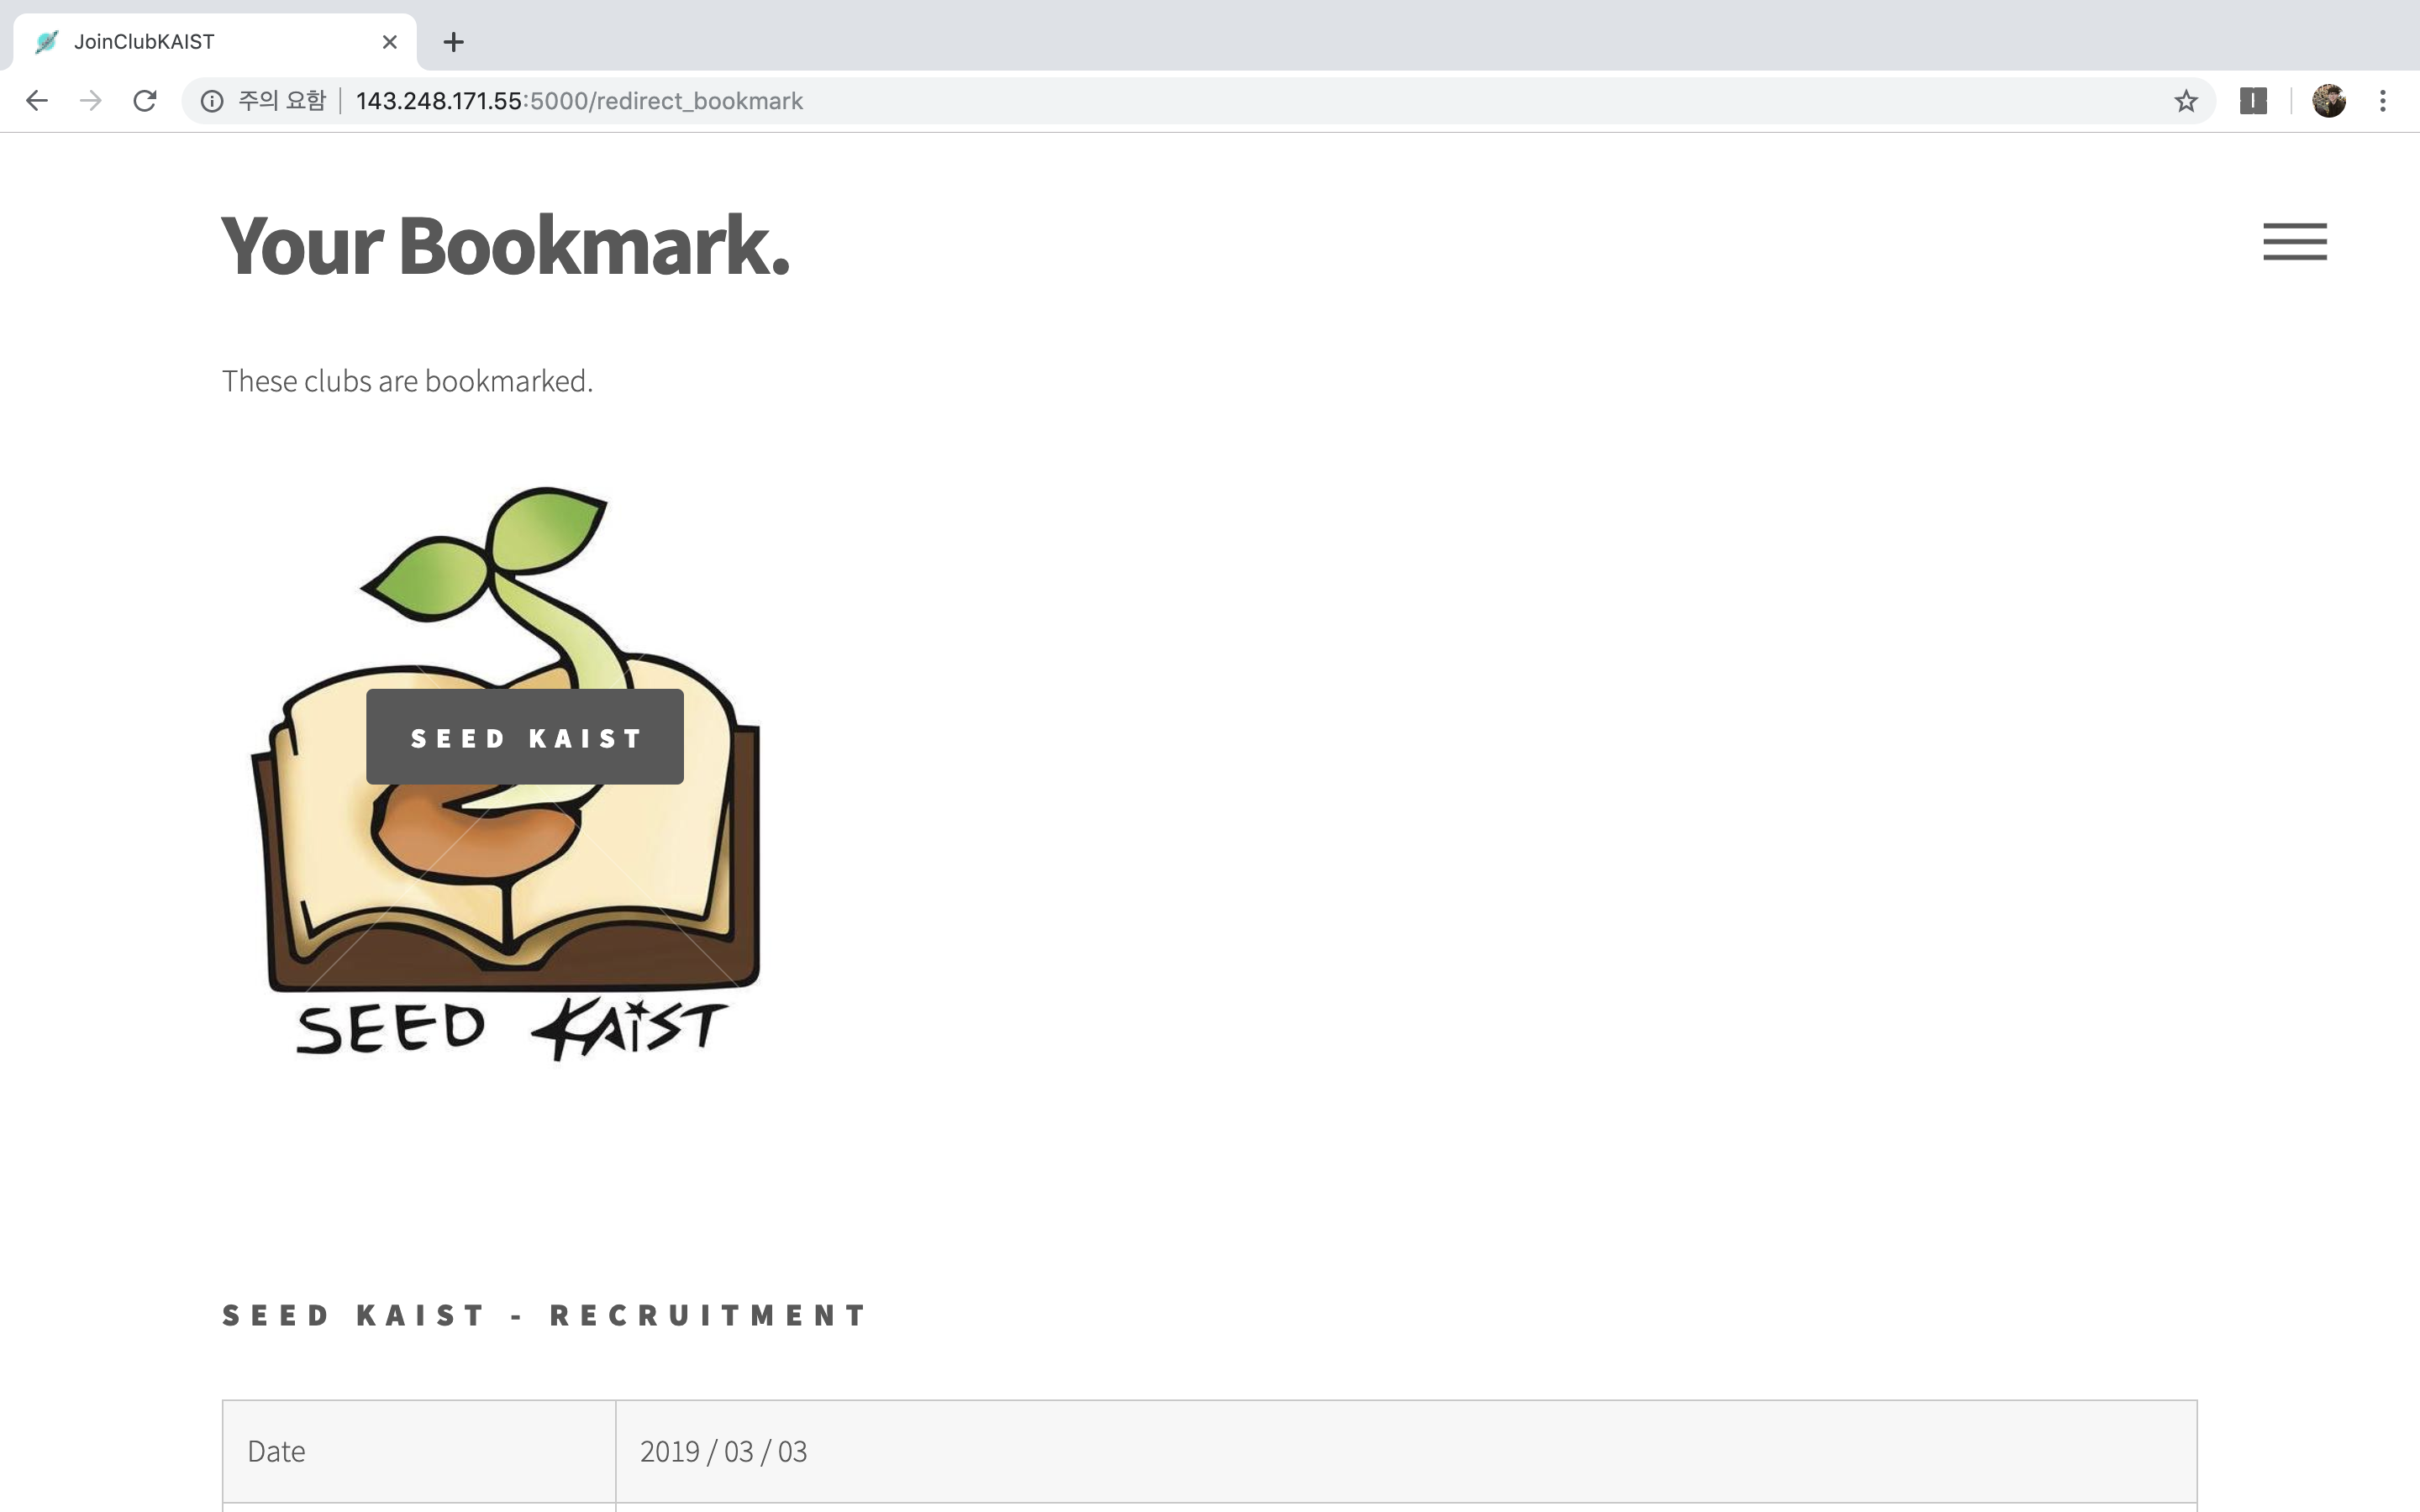 JoinClubKAIST
주의 요함 143.248.171.55:5000/redirect_bookmark
Your Bookmark.
These clubs are bookmarked.
SEED KAIST
SEED KAiST
SEED KAIST - RECRUITMENT
Date 2019 / 03 / 03